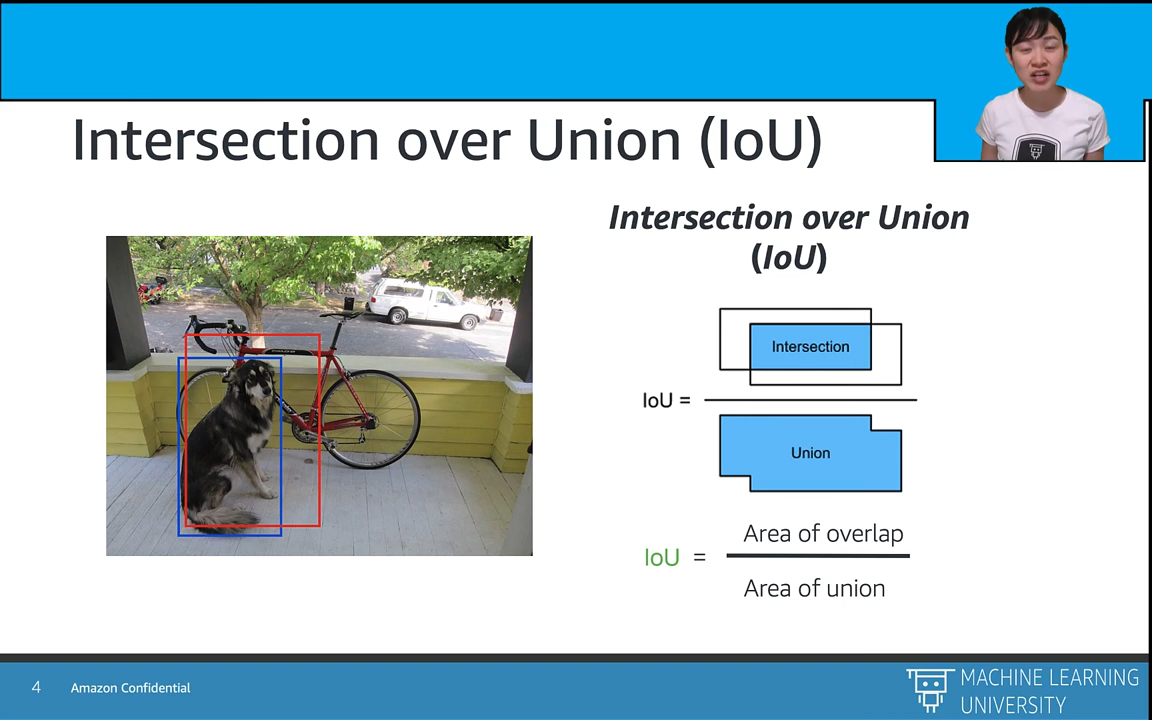 Intersection over Union (IoU)
Intersection over Union
(IoU)
Intersection
IoU =
Union
Area of overlap
IoU =
Area of union
4
Amazon Confidential
MACHINE LEARNING
UNIVERSITY